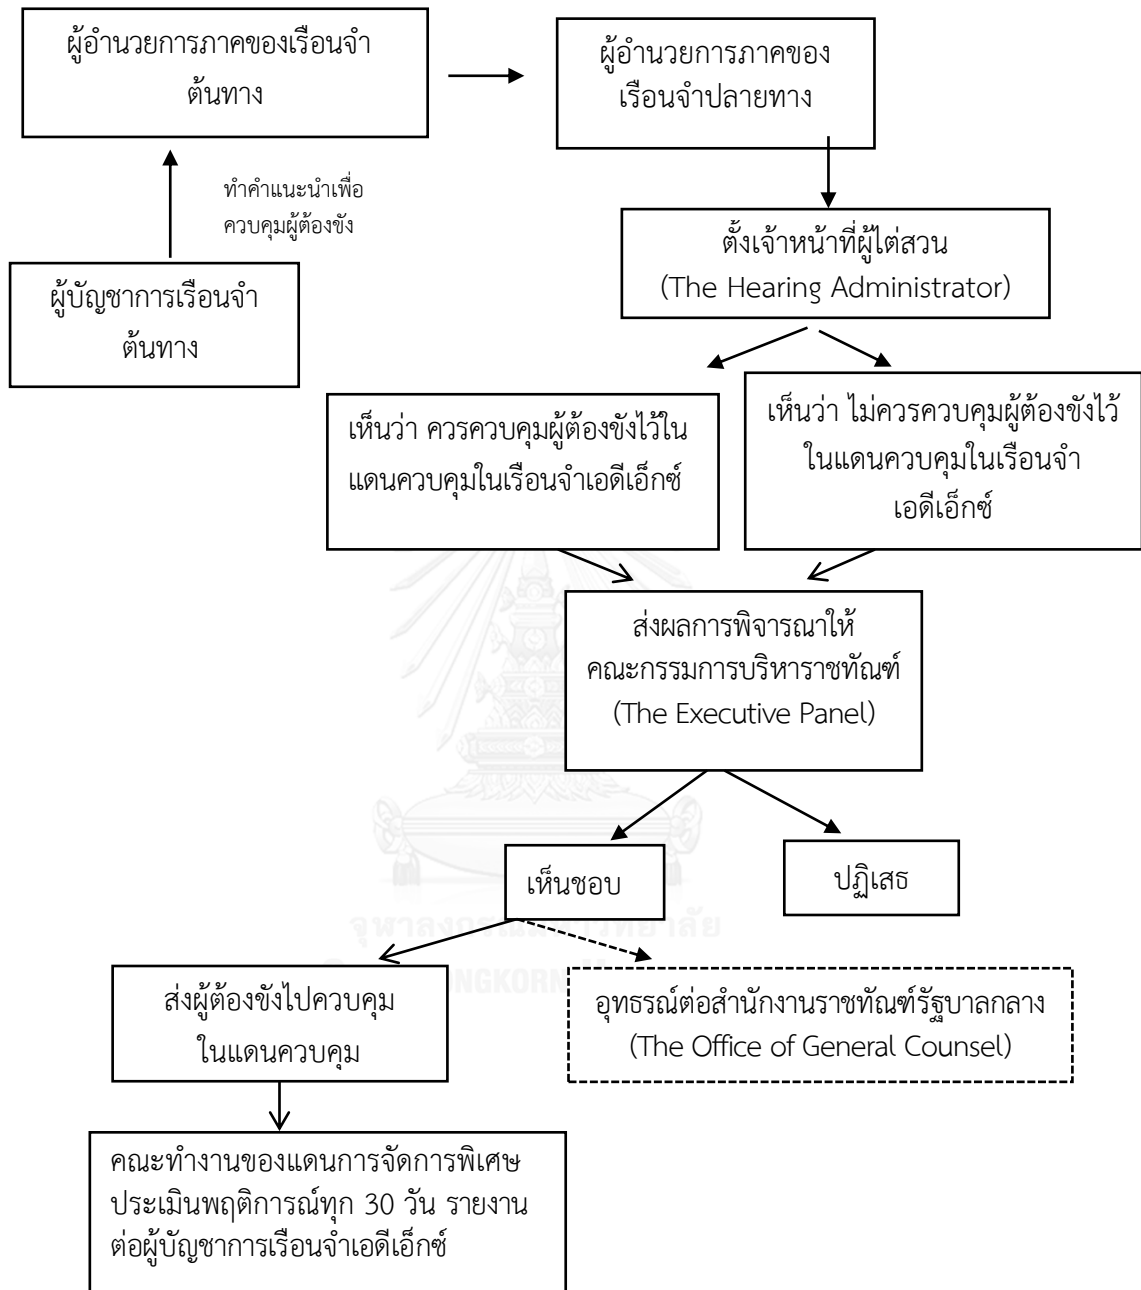 ผู้อำนวยการภาคของเรือนจำ
ต้นทาง
ผู้อำนวยการภาคของ
เรือนจำปลายทาง
ทำคำแนะนำเพื่อ
ควบคุมผู้ต้องขัง
ผู้บัญชาการเรือนจำ
ต้นทาง
ตั้งเจ้าหน้าที่ผู้ไต่สวน
(The Hearing Administrator)
เห็นว่า ควรควบคุมผู้ต้องขังไว้ใน
แดนควบคุมในเรือนจำเอดีเอ็กซ์
เห็นว่า ไม่ควรควบคุมผู้ต้องขังไว้
ในแดนควบคุมในเรือนจำ
เอดีเอ็กซ์
ส่งผลการพิจารณาให้
คณะกรรมการบริหาราชทัณฑ์
(The Executive Panel)
เห็นชอบ
ปฏิเสธ
ส่งผู้ต้องขังไปควบคุม
ในแดนควบคุม
อุทธรณ์ต่อสำนักงานราชทัณฑ์รัฐบาลกลาง
(The Office of General Counsel)
คณะทำงานของแดนการจัดการพิเศษ
ประเมินพฤติการณ์ทุก 30 วัน รายงาน
ต่อผู้บัญชาการเรือนจำเอดีเอ็กซ์